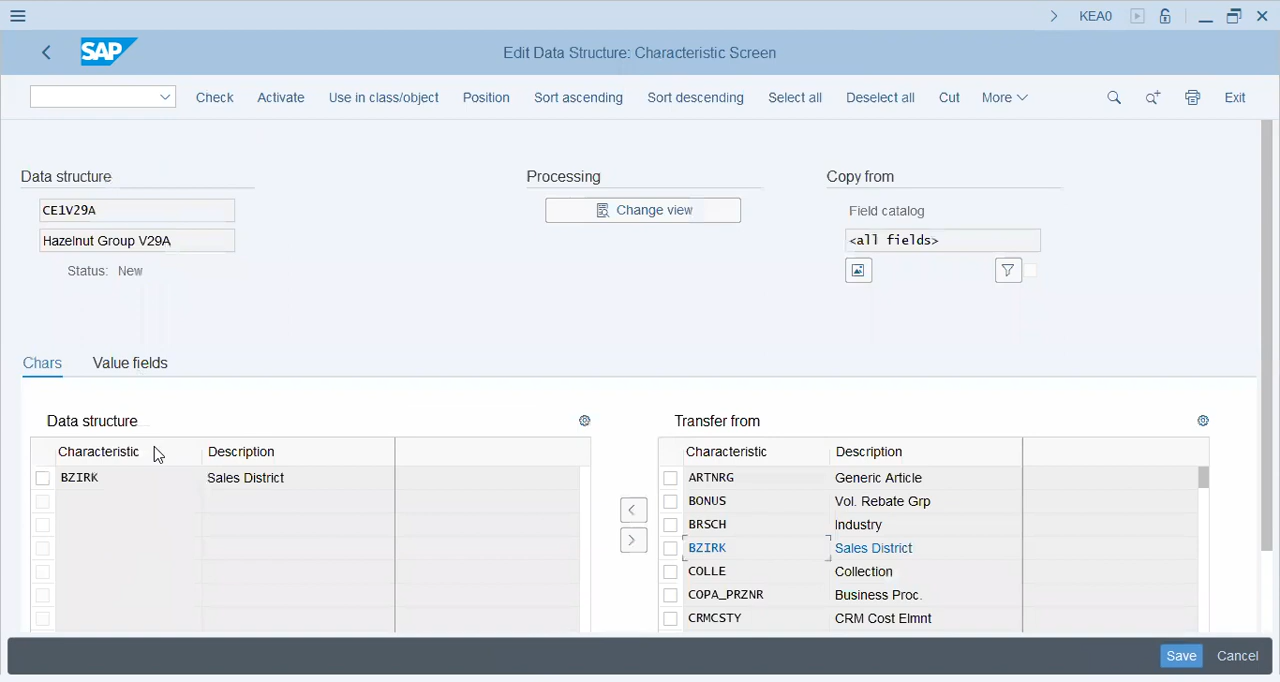 KEA0
SAP
Edit Data Structure: Characteristic Screen
Check Activate Use in class/object Position Sort ascending Sort descending Select all Deselect all Cut More Exit
Data structure Processing Copy from
CE1V29A Change view Field catalog
Hazelnut Group V29A <all fields>
Status: New
Chars Value fields
Data structure Transfer from
Characteristic Description Characteristic Description
BZIRK Sales District ARTNRG Generic Article
BONUS Vol. Rebate Grp
BRSCH Industry
BZIRK Sales District
COLLE Collection
COPA_PRZNR Business Proc.
CRMCSTY CRM Cost Elmnt
Save Cancel